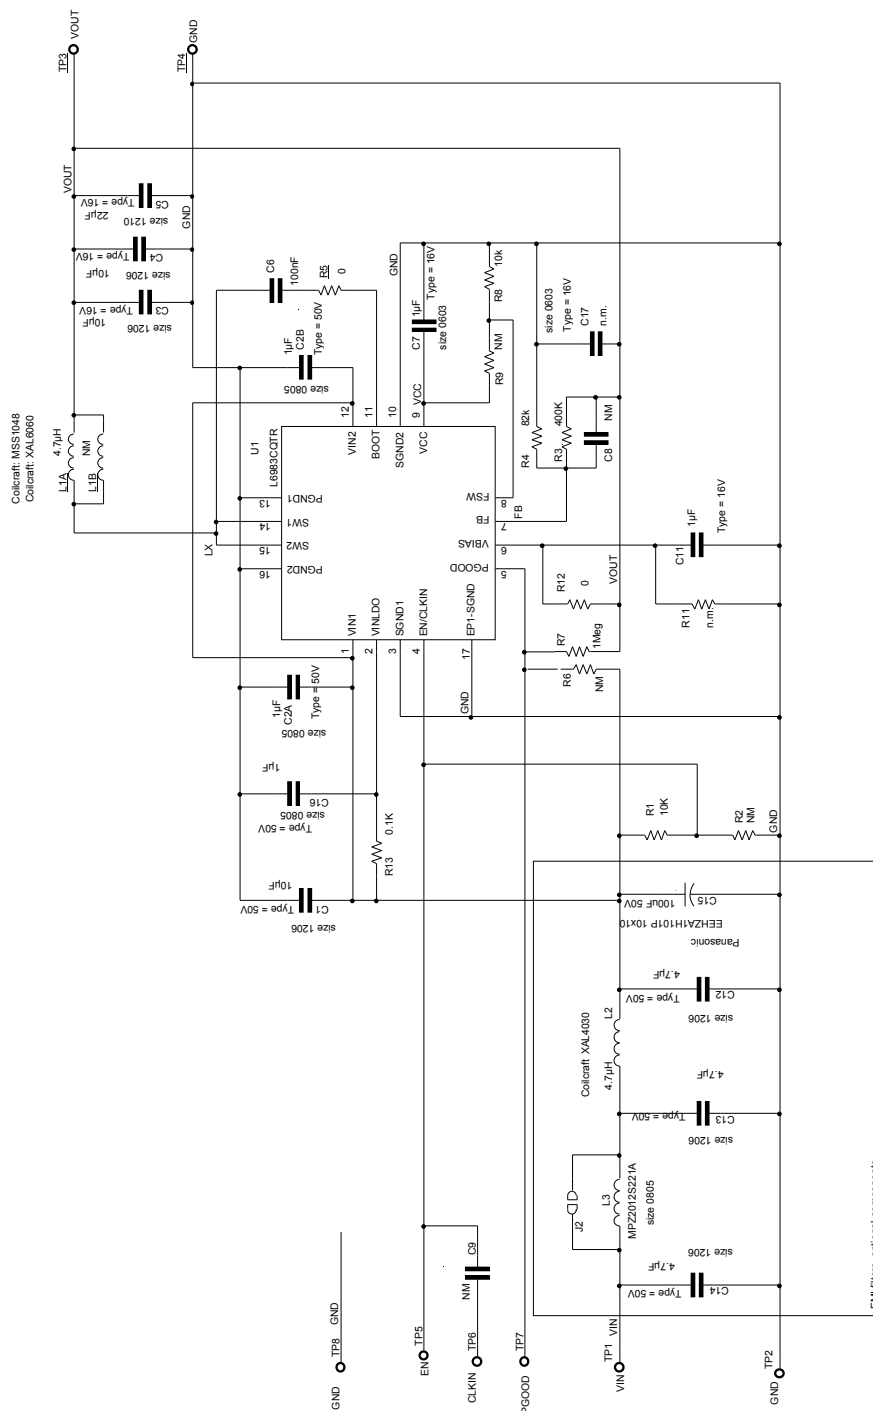 VOUT
TP3
GND
TP4
VOUT
GND
22µF
Type = 16V
C5
size 1210
10µF
Type = 16V
C4
size 1206
10µF
Type = 16V
C3
size 1206
C6
100nF
R5
0
1µF
C2B
Type = 50V
size 0805
GND
C7
1µF
Type = 16V
size 0603
VCC
R8
10k
R9
NM
size 0603
Type = 16V
C17
n.m.
R4
82k
R3
400K
C8
NM
Coilcraft: MSS1048
Coilcraft: XAL6060
L1A
4.7µH
L1B
NM
LX
U1
L6983CQTR
12
VIN2
11
BOOT
10
SGND2
9
VCC
13
PGND1
14
SW1
15
SW2
16
PGND2
8
FSW
7
FB
FB
6
VBIAS
5
PGOOD
1
VIN1
2
VINLDO
3
SGND1
4
EN/CLKIN
17
EP1-SGND
GND
R12
0
VOUT
C11
1µF
Type = 16V
R11
n.m.
R7
1Meg
R6
NM
1µF
C2A
Type = 50V
size 0805
1µF
C16
size 0805
Type = 50V
R13
0.1K
10µF
Type = 50V
C1
size 1206
R1
10K
R2
NM
GND
C15
100uF 50V
EEHZA1H101P 10x10
Panasonic
4.7µF
Type = 50V
C12
size 1206
Coilcraft XAL4030
4.7µH
L2
4.7µF
Type = 50V
C13
size 1206
J2
L3
MPZ2012S221A
size 0805
4.7µF
Type = 50V
C14
size 1206
GND
TP8
GND
EN
TP5
C9
NM
CLKIN
TP6
PGOOD
TP7
VIN
TP1
VIN
GND
TP2